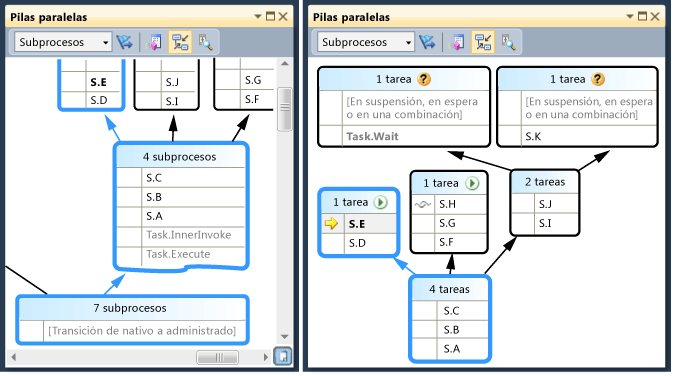 Pilas paralelas
Subprocesos
S.E
S.D
S.J
S.I
S.G
S.F
4 subprocesos
S.C
S.B
S.A
Task.InnerInvoke
Task.Execute
7 subprocesos
[Transición de nativo a administrado]
Pilas paralelas
Subprocesos
1 tarea
[En suspensión, en espera
o en una combinación]
Task.Wait
1 tarea
[En suspensión, en espera
o en una combinación]
S.K
1 tarea
S.E
S.D
1 tarea
S.H
S.G
S.F
2 tareas
S.J
S.I
4 tareas
S.C
S.B
S.A